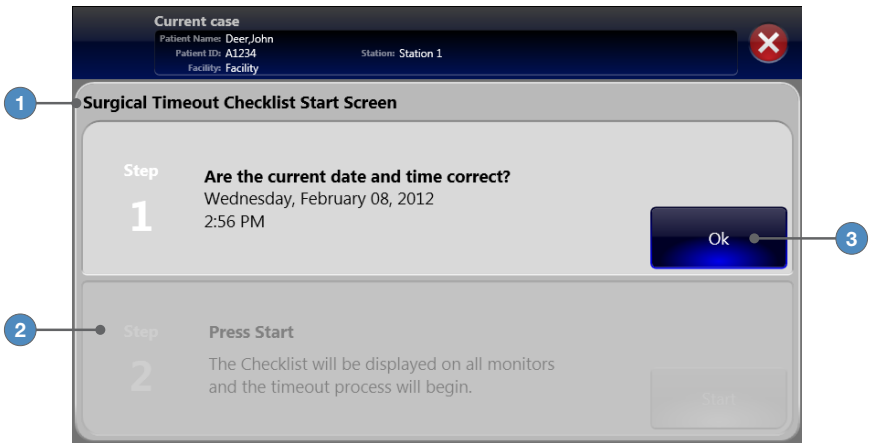 Current case
Patient Name: Deer,John
Patient ID: A1234 Station: Station 1
Facility: Facility
1
Surgical Timeout Checklist Start Screen
Step
1
Are the current date and time correct?
Wednesday, February 08, 2012
2:56 PM
Ok
3
2
Step
2
Press Start
The Checklist will be displayed on all monitors
and the timeout process will begin.
Start